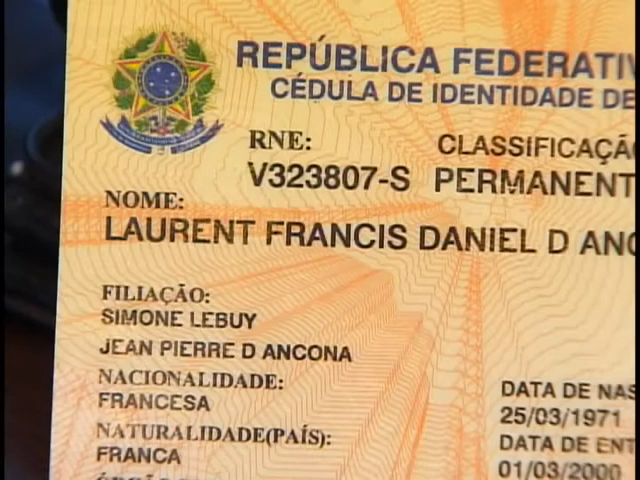 REPÚBLICA FEDERATIV
CÉDULA DE IDENTIDADE DE
RNE:
CLASSIFICAÇÃ
V323807-S PERMANENT
NOME:
LAURENT FRANCIS DANIEL D ANC
FILIAÇÃO:
SIMONE LEBUY
JEAN PIERRE D ANCONA
NACIONALIDADE:
FRANCESA
DATA DE NAS
25/03/1971
NATURALIDADE(PAÍS):
FRANCA
DATA DE ENT
01/03/2000